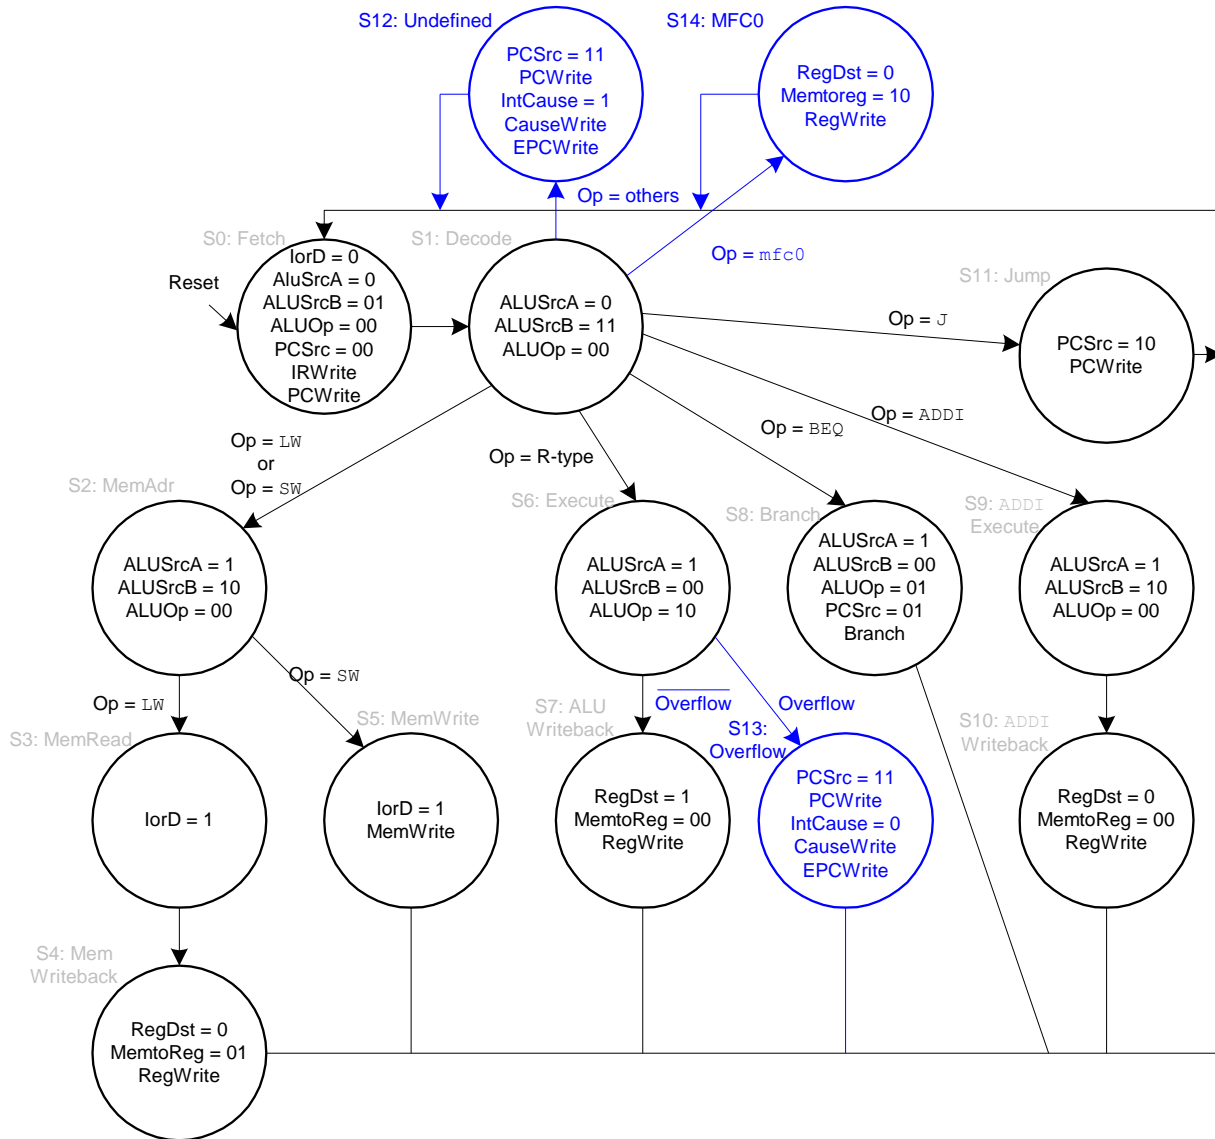 S12: Undefined
S14: MFC0
PCSrc = 11
PCWrite
IntCause = 1
CauseWrite
EPCWrite
RegDst = 0
Memtoreg = 10
RegWrite
Op = others
S0: Fetch
S1: Decode
Op = mfc0
Reset
IorD = 0
AluSrcA = 0
ALUSrcB = 01
ALUOp = 00
PCSrc = 00
IRWrite
PCWrite
ALUSrcA = 0
ALUSrcB = 11
ALUOp = 00
S11: Jump
Op = J
PCSrc = 10
PCWrite
Op = LW
or
Op = SW
Op = R-type
Op = BEQ
Op = ADDI
S2: MemAdr
S6: Execute
S8: Branch
S9: ADDI
Execute
ALUSrcA = 1
ALUSrcB = 10
ALUOp = 00
ALUSrcA = 1
ALUSrcB = 00
ALUOp = 10
ALUSrcA = 1
ALUSrcB = 00
ALUOp = 01
PCSrc = 01
Branch
ALUSrcA = 1
ALUSrcB = 10
ALUOp = 00
Op = LW
Op = SW
Overflow
Overflow
S3: MemRead
S5: MemWrite
S7: ALU
Writeback
S13:
Overflow
S10: ADDI
Writeback
IorD = 1
IorD = 1
MemWrite
RegDst = 1
MemtoReg = 00
RegWrite
PCSrc = 11
PCWrite
IntCause = 0
CauseWrite
EPCWrite
RegDst = 0
MemtoReg = 00
RegWrite
S4: Mem
Writeback
RegDst = 0
MemtoReg = 01
RegWrite